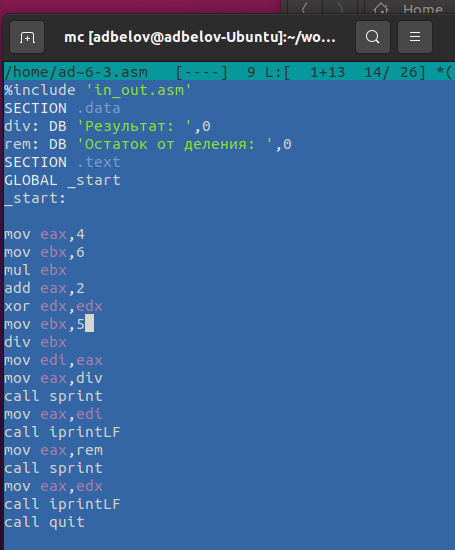 Home
mc [adbelov@adbelov-Ubuntu]:~/wo...
/home/ad~6-3.asm [----] 9 L:[ 1+13 14/ 26] *(
%include 'in_out.asm'
SECTION .data
div: DB 'Результат: ',0
rem: DB 'Остаток от деления: ',0
SECTION .text
GLOBAL _start
_start:
mov eax,4
mov ebx,6
mul ebx
add eax,2
xor edx,edx
mov ebx,5
div ebx
mov edi,eax
mov eax,div
call sprint
mov eax,edi
call iprintLF
mov eax,rem
call sprint
mov eax,edx
call iprintLF
call quit